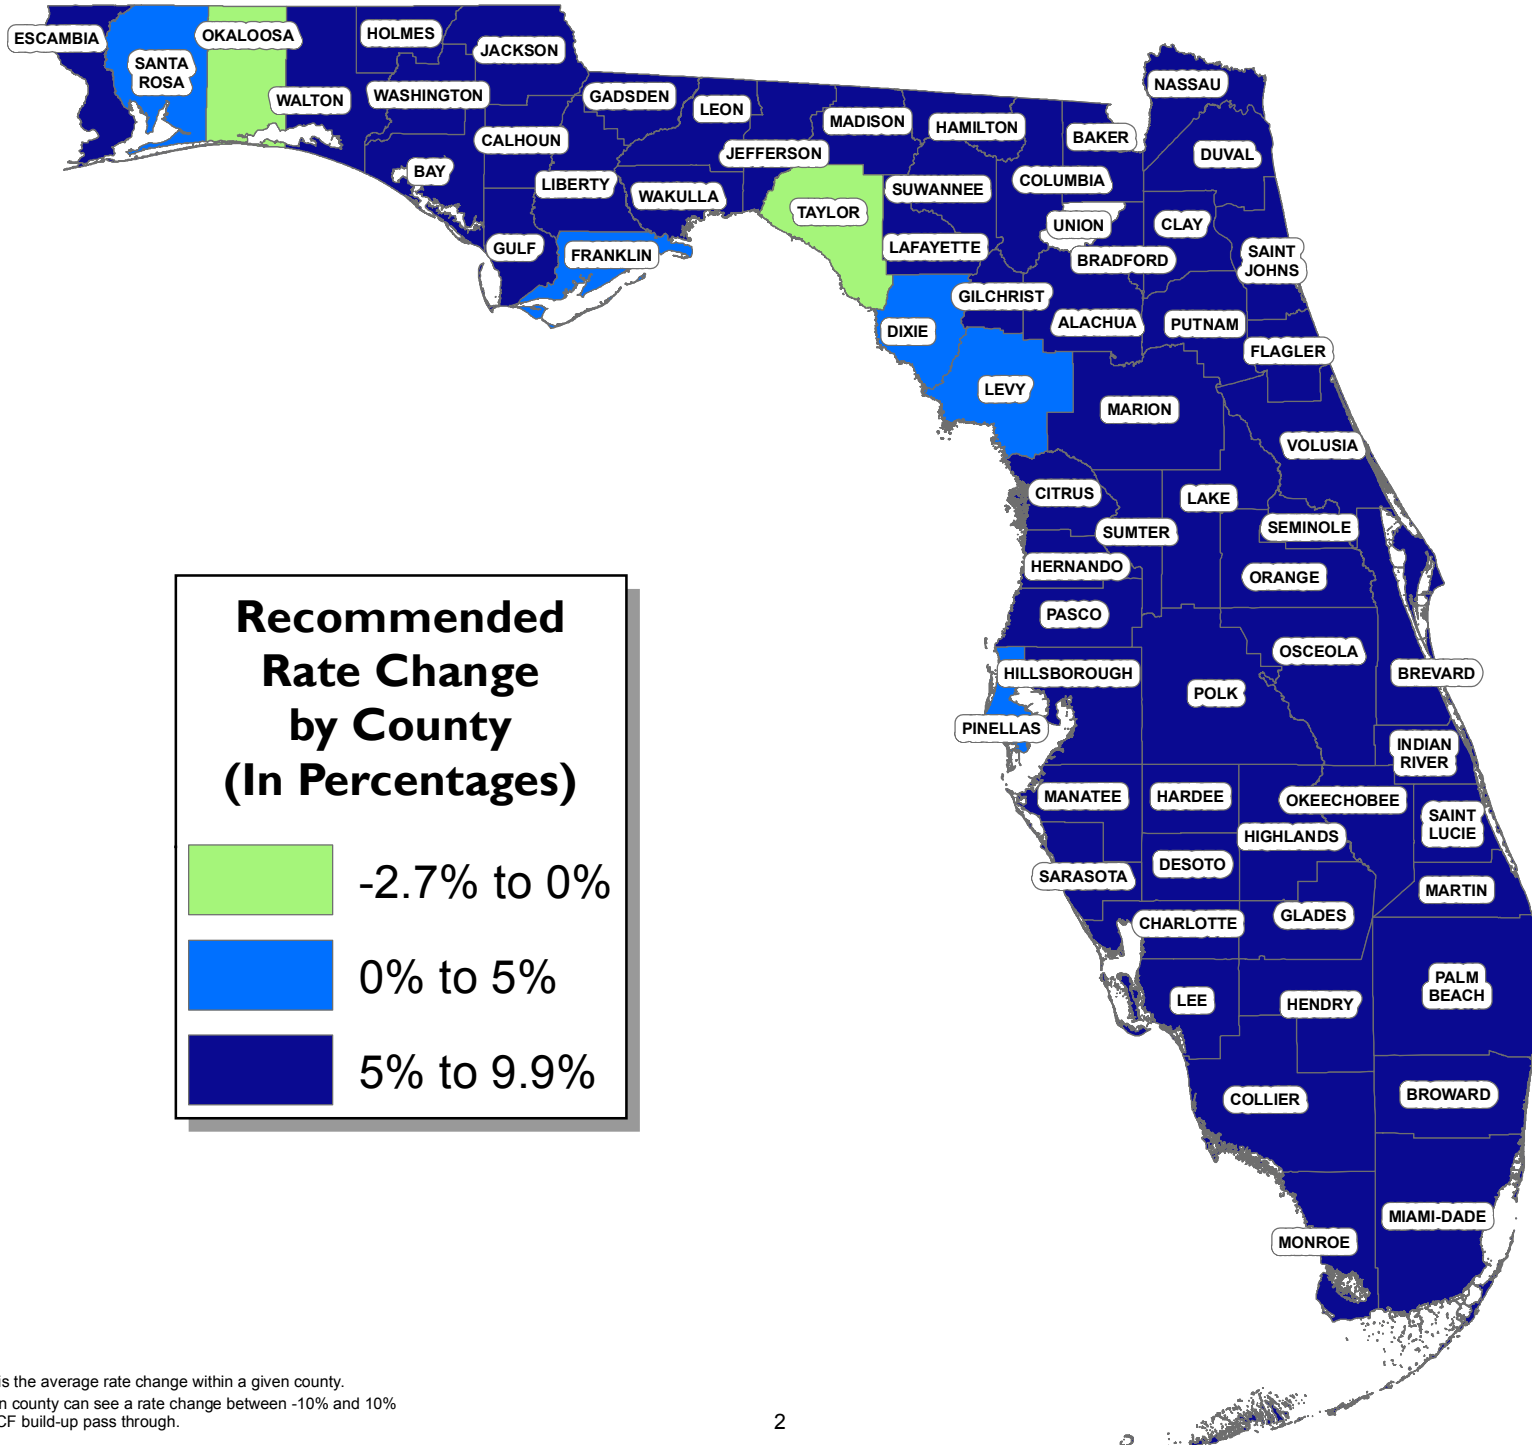 ESCAMBIA
SANTA
ROSA
OKALOOSA
WALTON
HOLMES
JACKSON
WASHINGTON
CALHOUN
BAY
GADSDEN
LEON
LIBERTY
WAKULLA
JEFFERSON
GULF
FRANKLIN
MADISON
HAMILTON
TAYLOR
SUWANNEE
LAFAYETTE
COLUMBIA
BAKER
NASSAU
DUVAL
UNION
BRADFORD
CLAY
SAINT
JOHNS
DIXIE
GILCHRIST
ALACHUA
PUTNAM
FLAGLER
LEVY
MARION
VOLUSIA
CITRUS
LAKE
SUMTER
SEMINOLE
HERNANDO
ORANGE
PASCO
OSCEOLA
HILLSBOROUGH
POLK
BREVARD
PINELLAS
INDIAN
RIVER
MANATEE
HARDEE
OKEECHOBEE
SAINT
LUCIE
HIGHLANDS
SARASOTA
DESOTO
MARTIN
CHARLOTTE
GLADES
LEE
HENDRY
PALM
BEACH
COLLIER
BROWARD
MIAMI-DADE
MONROE
Recommended
Rate Change
by County
(In Percentages)
-2.7% to 0%
0% to 5%
5% to 9.9%
is the average rate change within a given county.
n county can see a rate change between -10% and 10%
CF build-up pass through.
2